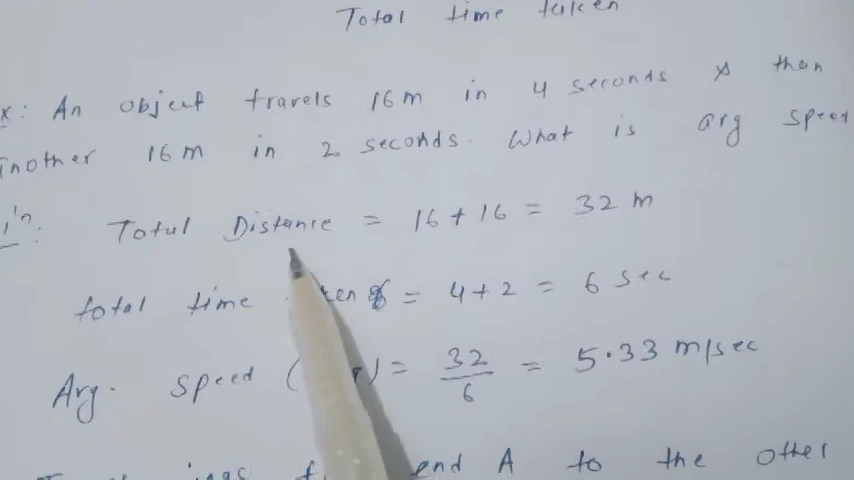 Total time taken
x: An object travels 16m in 4 seconds & than
another 16m in 2 seconds. What is avg speed
l'n: Total Distance = 16 + 16 = 32 m
total time ken = 4 + 2 = 6 sec
Avg. Speed ( ) = 32/6 = 5.33 m/sec
end A to the other